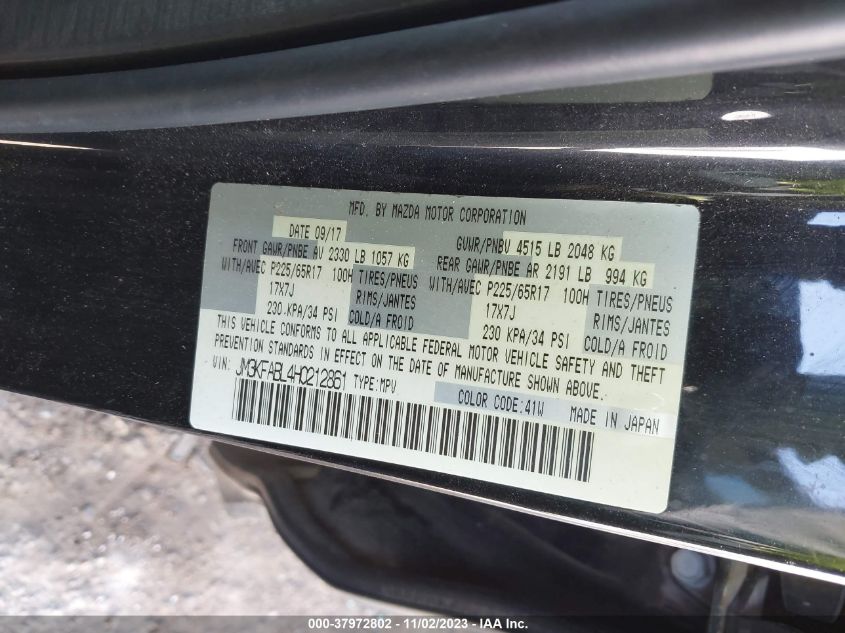 MFD. BY MAZDA MOTOR CORPORATION
DATE 09/17 GVWR/PNBV 4515 LB 2048 KG
FRONT GAWR/PNBE AV 2330 LB 1057 KG REAR GAWR/PNBE AR 2191 LB 994 KG
WITH/AVEC P225/65R17 100H TIRES/PNEUS WITH/AVEC P225/65R17 100H TIRES/PNEUS
17X7J RIMS/JANTES 17X7J RIMS/JANTES
230 KPA/34 PSI COLD/A FROID 230 KPA/34 PSI COLD/A FROID
THIS VEHICLE CONFORMS TO ALL APPLICABLE FEDERAL MOTOR VEHICLE SAFETY AND THEFT
PREVENTION STANDARDS IN EFFECT ON THE DATE OF MANUFACTURE SHOWN ABOVE.
VIN: JM3KFABL4H0212861 TYPE:MPV
COLOR CODE:41W MADE IN JAPAN
000-37972802 - 11/02/2023 - IAA Inc.